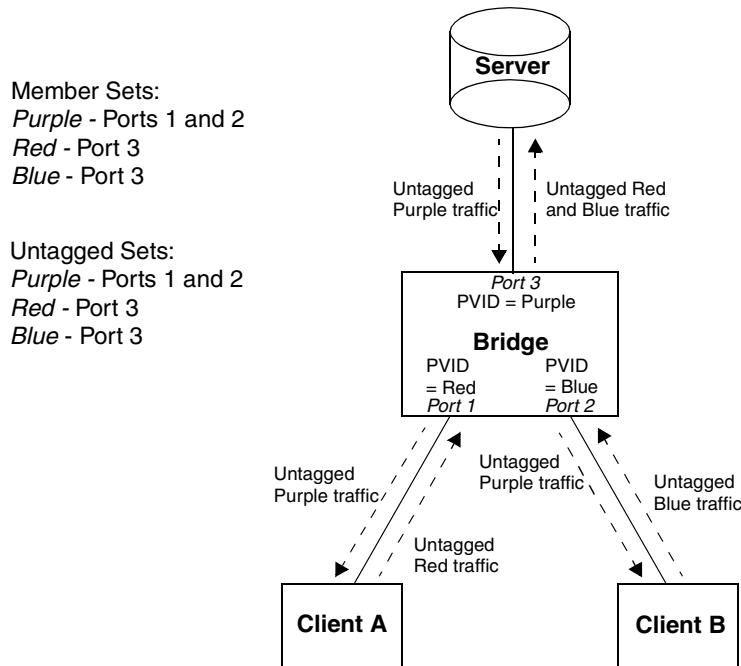 Server
Member Sets:
Purple - Ports 1 and 2
Red - Port 3
Blue - Port 3
Untagged
Purple traffic
Untagged Red
and Blue traffic
Untagged Sets:
Purple - Ports 1 and 2
Red - Port 3
Blue - Port 3
Port 3
PVID = Purple
Bridge
PVID
= Red
Port 1
PVID
= Blue
Port 2
Untagged
Purple traffic
Untagged
Red traffic
Untagged
Purple traffic
Untagged
Blue traffic
Client A
Client B